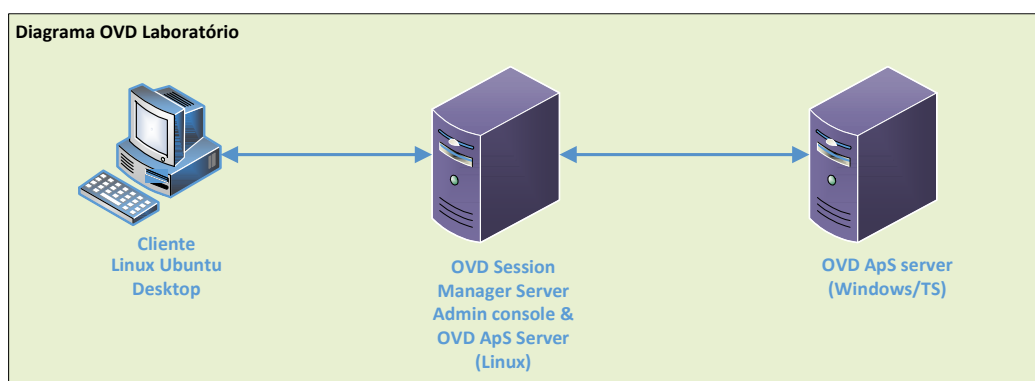 Diagrama OVD Laboratório
Cliente
Linux Ubuntu
Desktop
OVD Session
Manager Server
Admin console &
OVD ApS Server
(Linux)
OVD ApS server
(Windows/TS)